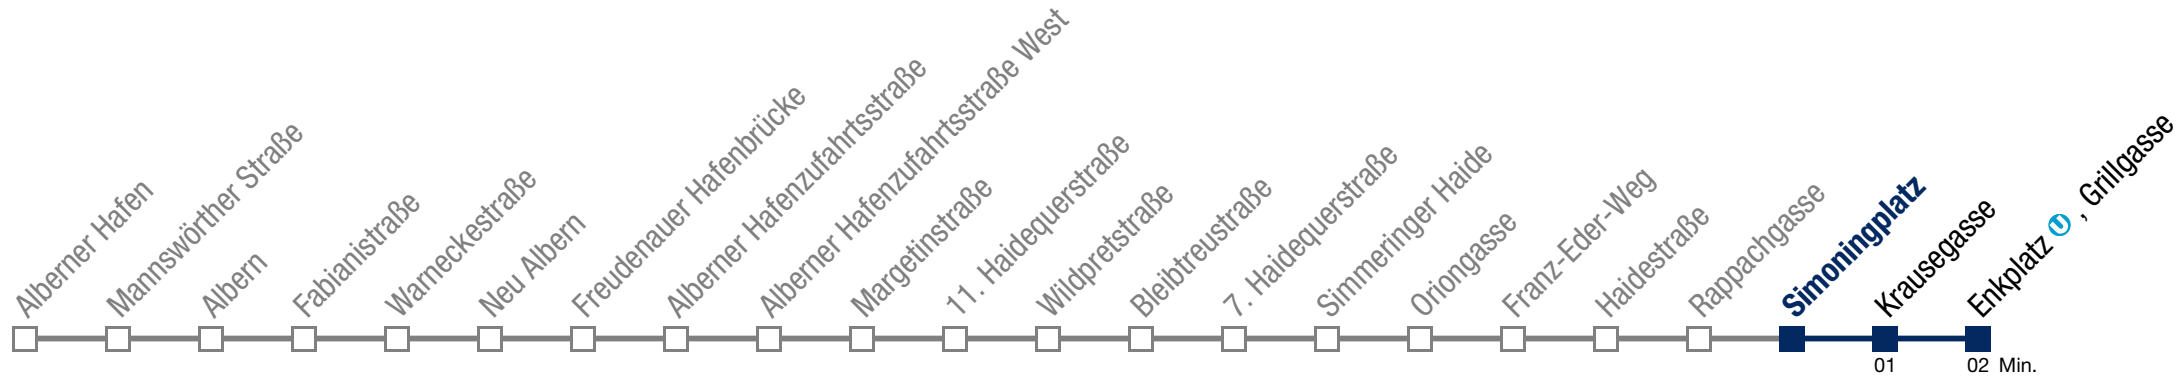 Alberner Hafen
Mannswörther Straße
Albern
Fabianistraße
Warneckestraße
Neu Albern
Freudenauer Hafenbrücke
Alberner Hafenzufahrtsstraße
Alberner Hafenzufahrtsstraße West
Margetinstraße
11. Haidequerstraße
Wildpretstraße
Bleibtreustraße
7. Haidequerstraße
Simmeringer Haide
Oriongasse
Franz-Eder-Weg
Haidestraße
Rappachgasse
Simoningplatz
Krausegasse
Enkplatz U , Grillgasse
01
02 Min.